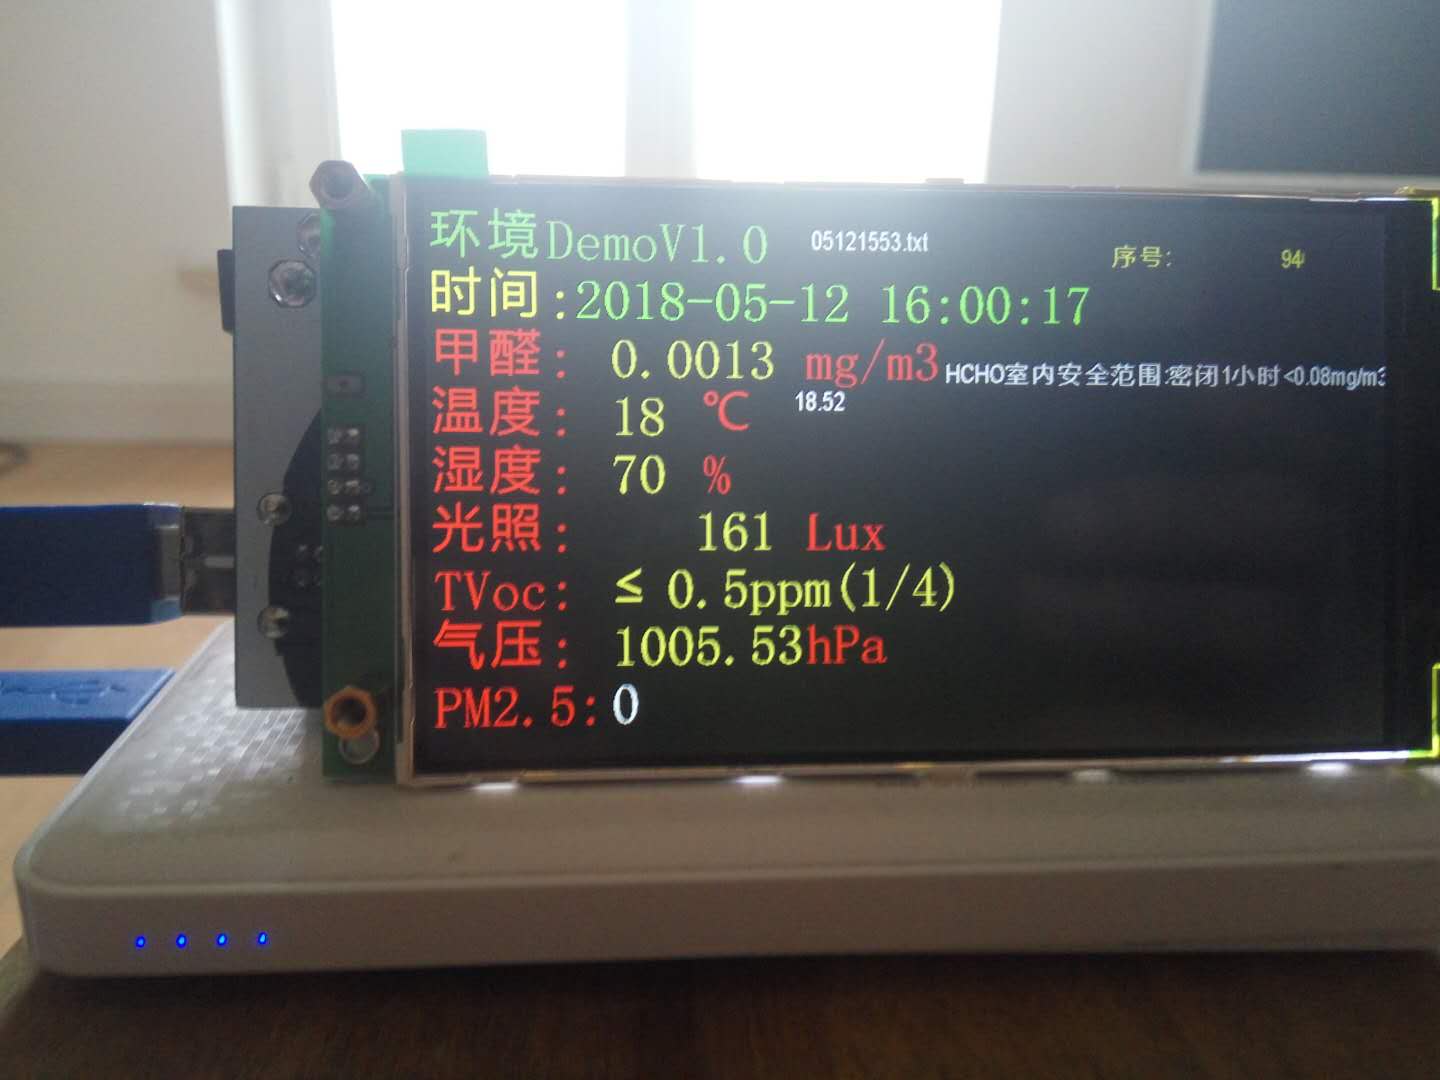 环境DemoV1.0 05121553.txt 序号: 94
时间:2018-05-12 16:00:17
甲醛: 0.0013 mg/m3 HCHO室内安全范围:密闭1小时<0.08mg/m3
温度: 18 ℃ 18.52
湿度: 70 %
光照: 161 Lux
TVoc: ≤ 0.5ppm(1/4)
气压: 1005.53hPa
PM2.5:0